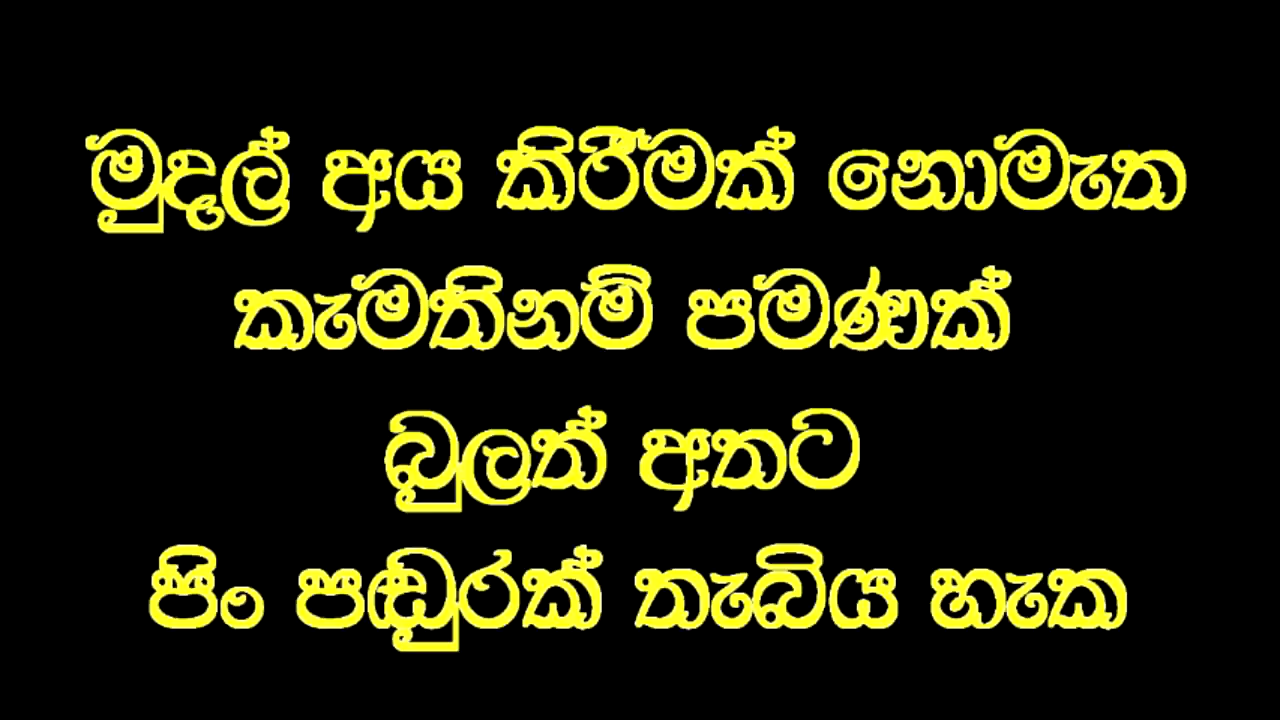 මුදල් අය කිරීමක් නොමැත
කැමතිනම් පමණක්
බුලත් අතට
පිං පඬුරක් තැබිය හැක